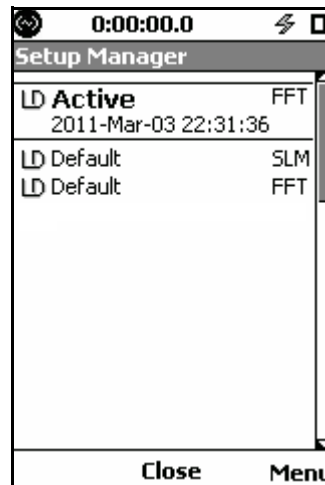 0:00:00.0
Setup Manager
LD Active FFT
2011-Mar-03 22:31:36
LD Default SLM
LD Default FFT
Close Menu